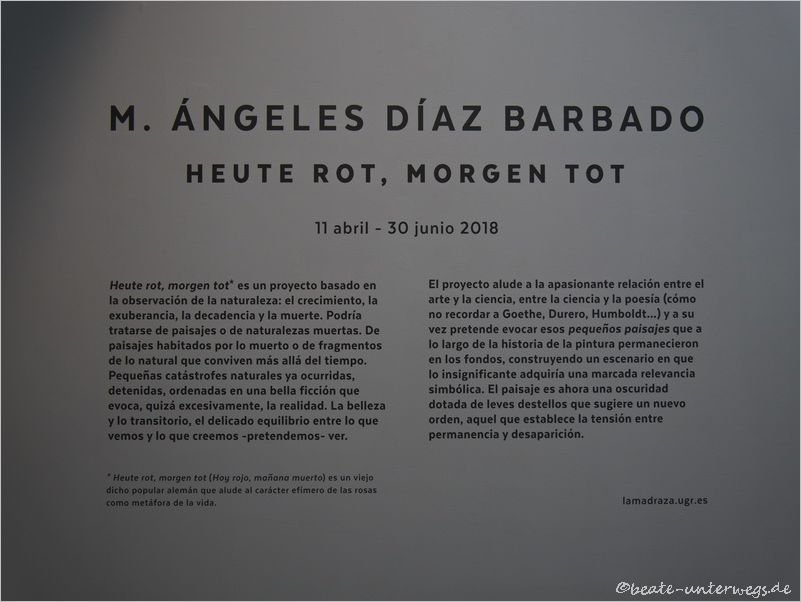 M. ÁNGELES DÍAZ BARBADO
HEUTE ROT, MORGEN TOT
11 abril - 30 junio 2018
Heute rot, morgen tot* es un proyecto basado en
la observación de la naturaleza: el crecimiento, la
exuberancia, la decadencia y la muerte. Podría
tratarse de paisajes o de naturalezas muertas. De
paisajes habitados por lo muerto o de fragmentos
de lo natural que conviven más allá del tiempo.
Pequeñas catástrofes naturales ya ocurridas,
detenidas, ordenadas en una bella ficción que
evoca, quizá excesivamente, la realidad. La belleza
y lo transitorio, el delicado equilibrio entre lo que
vemos y lo que creemos -pretendemos- ver.
El proyecto alude a la apasionante relación entre el
arte y la ciencia, entre la ciencia y la poesía (cómo
no recordar a Goethe, Durero, Humboldt...) y a su
vez pretende evocar esos pequeños paisajes que a
lo largo de la historia de la pintura permanecieron
en los fondos, construyendo un escenario en que
lo insignificante adquiría una marcada relevancia
simbólica. El paisaje es ahora una oscuridad
dotada de leves destellos que sugiere un nuevo
orden, aquel que establece la tensión entre
permanencia y desaparición.
* Heute rot, morgen tot (Hoy rojo, mañana muerto) es un viejo
dicho popular alemán que alude al carácter efímero de las rosas
como metáfora de la vida.
lamadraza.ugr.es
©beate-unterwegs.de